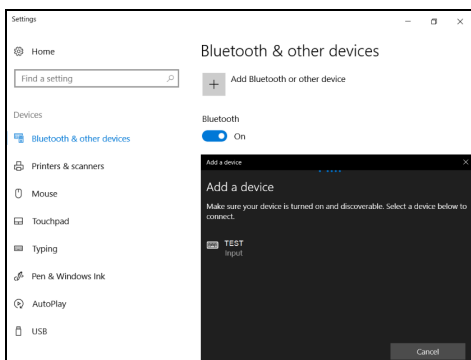 Settings
Home
Find a setting
Devices
Bluetooth & other devices
Printers & scanners
Mouse
Touchpad
Typing
Pen & Windows Ink
AutoPlay
USB
Bluetooth & other devices
Add Bluetooth or other device
Bluetooth
On
Add a device
Add a device
Make sure your device is turned on and discoverable. Select a device below to
connect.
TEST
Input
Cancel